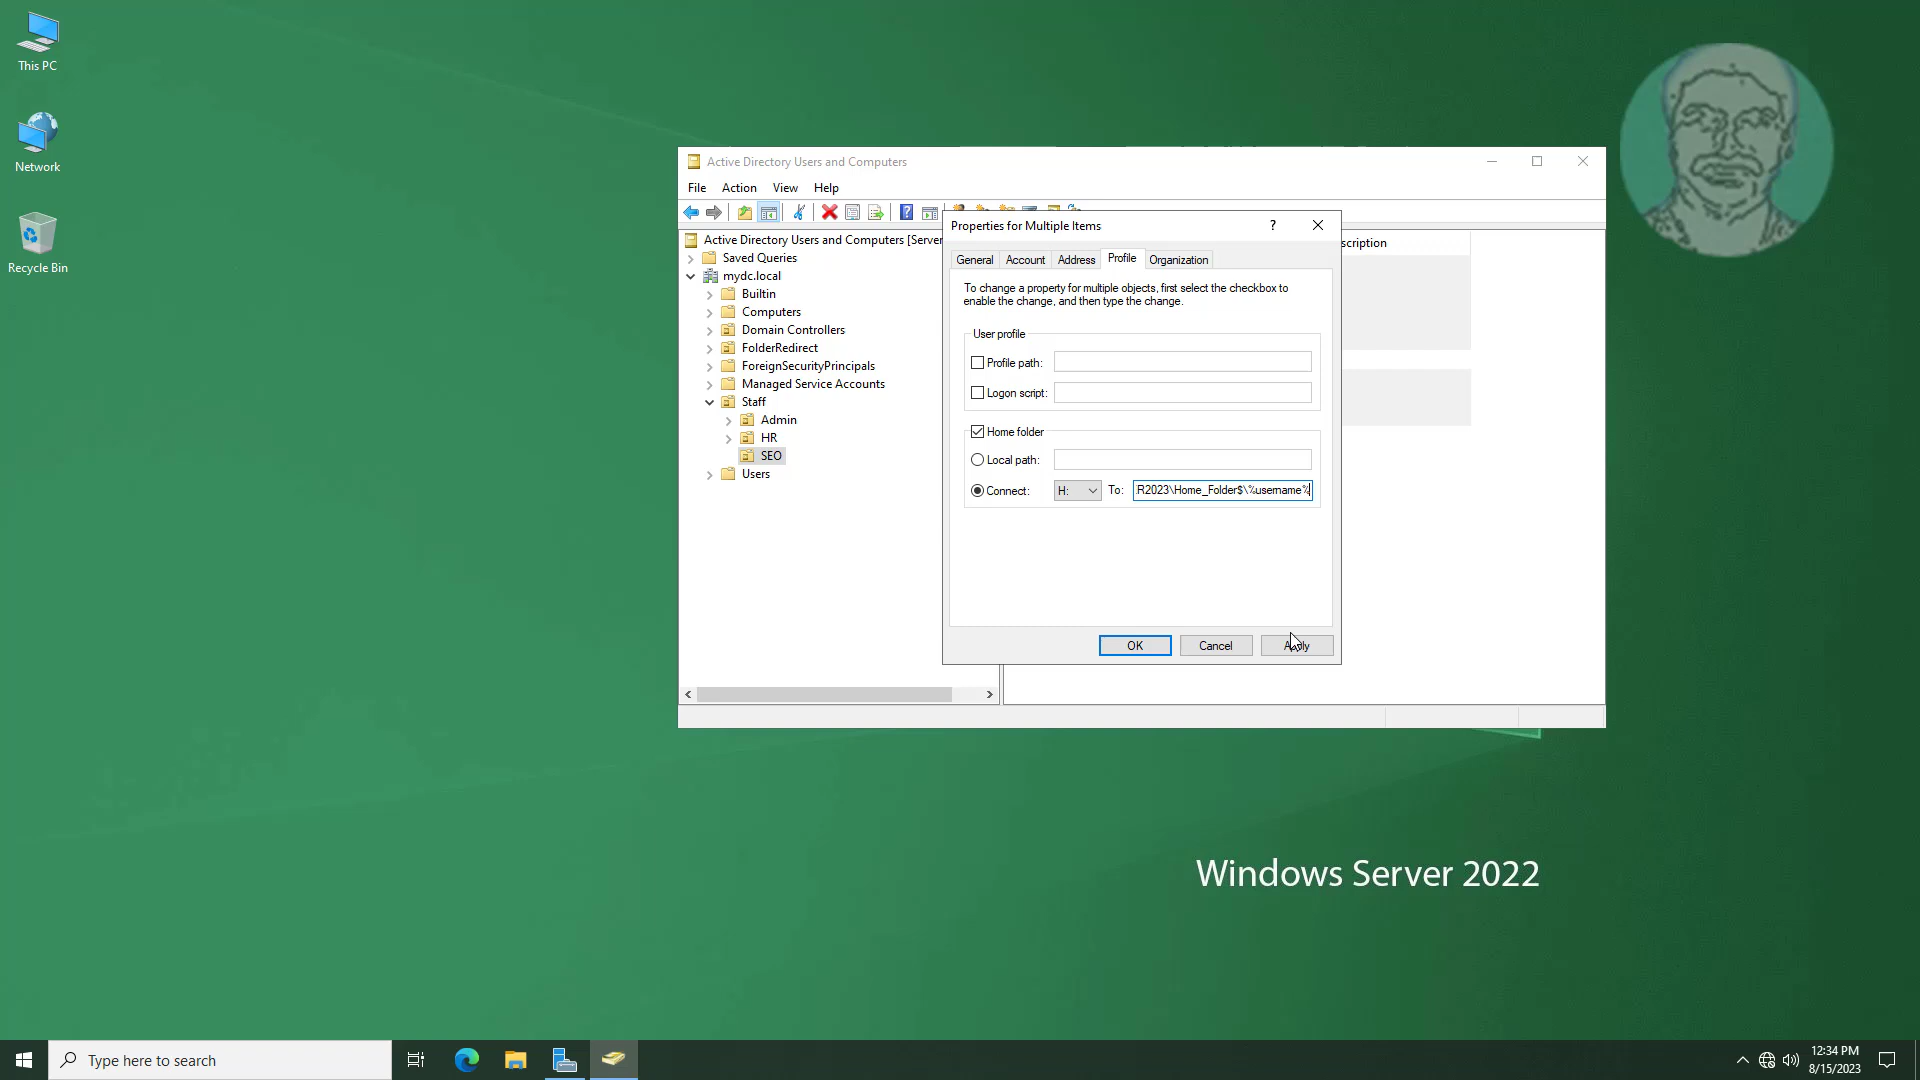 This PC
Network
Recycle Bin
Active Directory Users and Computers
File Action View Help
Active Directory Users and Computers [Server
Saved Queries
mydc.local
Builtin
Computers
Domain Controllers
FolderRedirect
ForeignSecurityPrincipals
Managed Service Accounts
Staff
Admin
HR
SEO
Users
scription
Properties for Multiple Items
General Account Address Profile Organization
To change a property for multiple objects, first select the checkbox to
enable the change, and then type the change.
User profile
Profile path:
Logon script:
Home folder
Local path:
Connect: H: To: R2023\Home_Folder$\%username%
OK Cancel Apply
Windows Server 2022
Type here to search
12:34 PM
8/15/2023